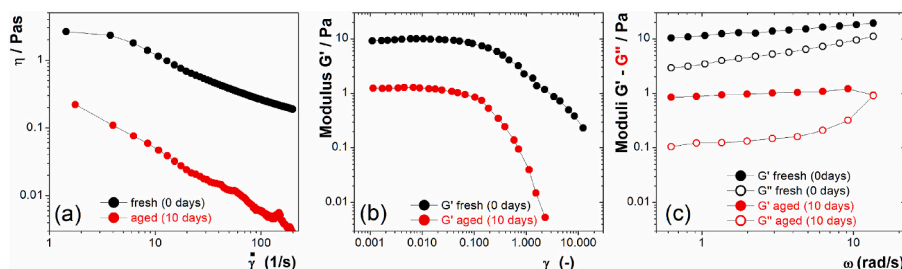 η / Pas
1
0.1
0.01
(a)
fresh (0 days)
aged (10 days)
1
10
100
γ̇ (1/s)
Modulus G' / Pa
10
1
0.1
0.01
(b)
G' fresh (0 days)
G' aged (10 days)
0.001
0.010
0.100
1.000
10.000
γ (-)
Moduli G' - G" / Pa
10
1
0.1
0.01
(c)
G' freesh (0days)
G" fresh (0 days)
G' aged (10 days)
G" aged (10 days)
1
10
ω (rad/s)